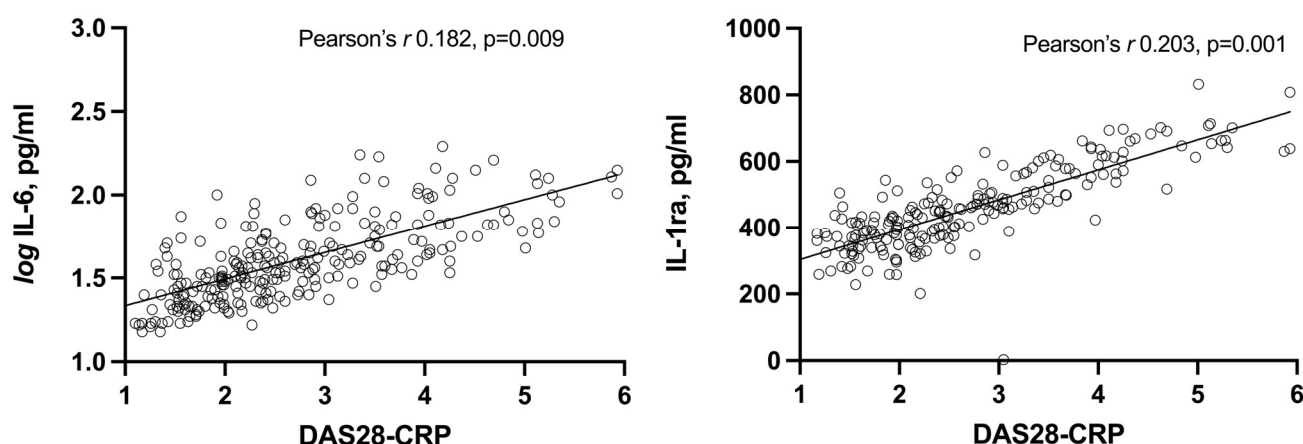 Pearson's r 0.182, p=0.009
3.0
2.5
2.0
1.5
1.0
log IL-6, pg/ml
1 2 3 4 5 6
DAS28-CRP
Pearson's r 0.203, p=0.001
1000
800
600
400
200
0
IL-1ra, pg/ml
1 2 3 4 5 6
DAS28-CRP